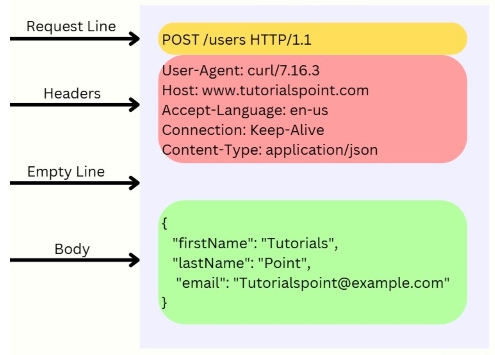 Request Line
POST /users HTTP/1.1
Headers
User-Agent: curl/7.16.3
Host: www.tutorialspoint.com
Accept-Language: en-us
Connection: Keep-Alive
Content-Type: application/json
Empty Line
Body
{
"firstName": "Tutorials",
"lastName": "Point",
"email": "Tutorialspoint@example.com"
}